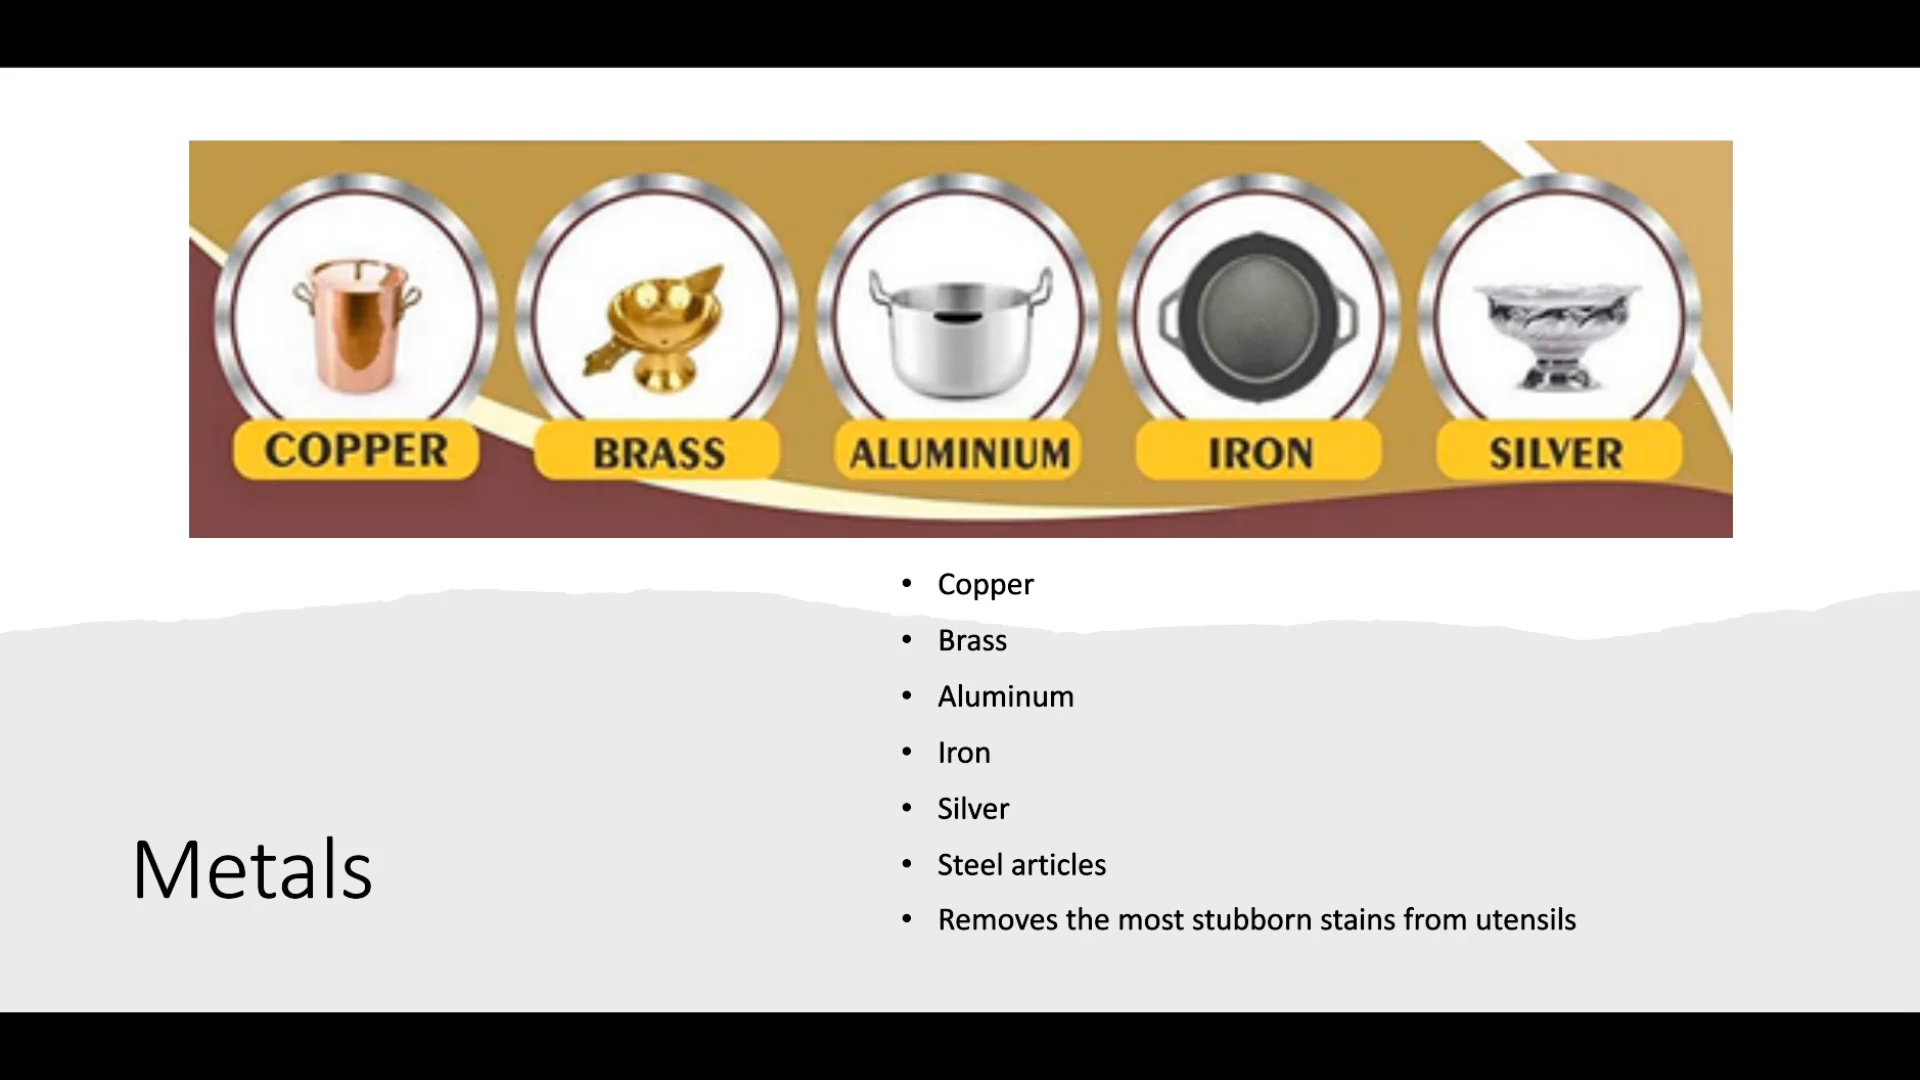 COPPER BRASS ALUMINIUM IRON SILVER
• Copper
• Brass
• Aluminum
• Iron
• Silver
• Steel articles
• Removes the most stubborn stains from utensils
Metals